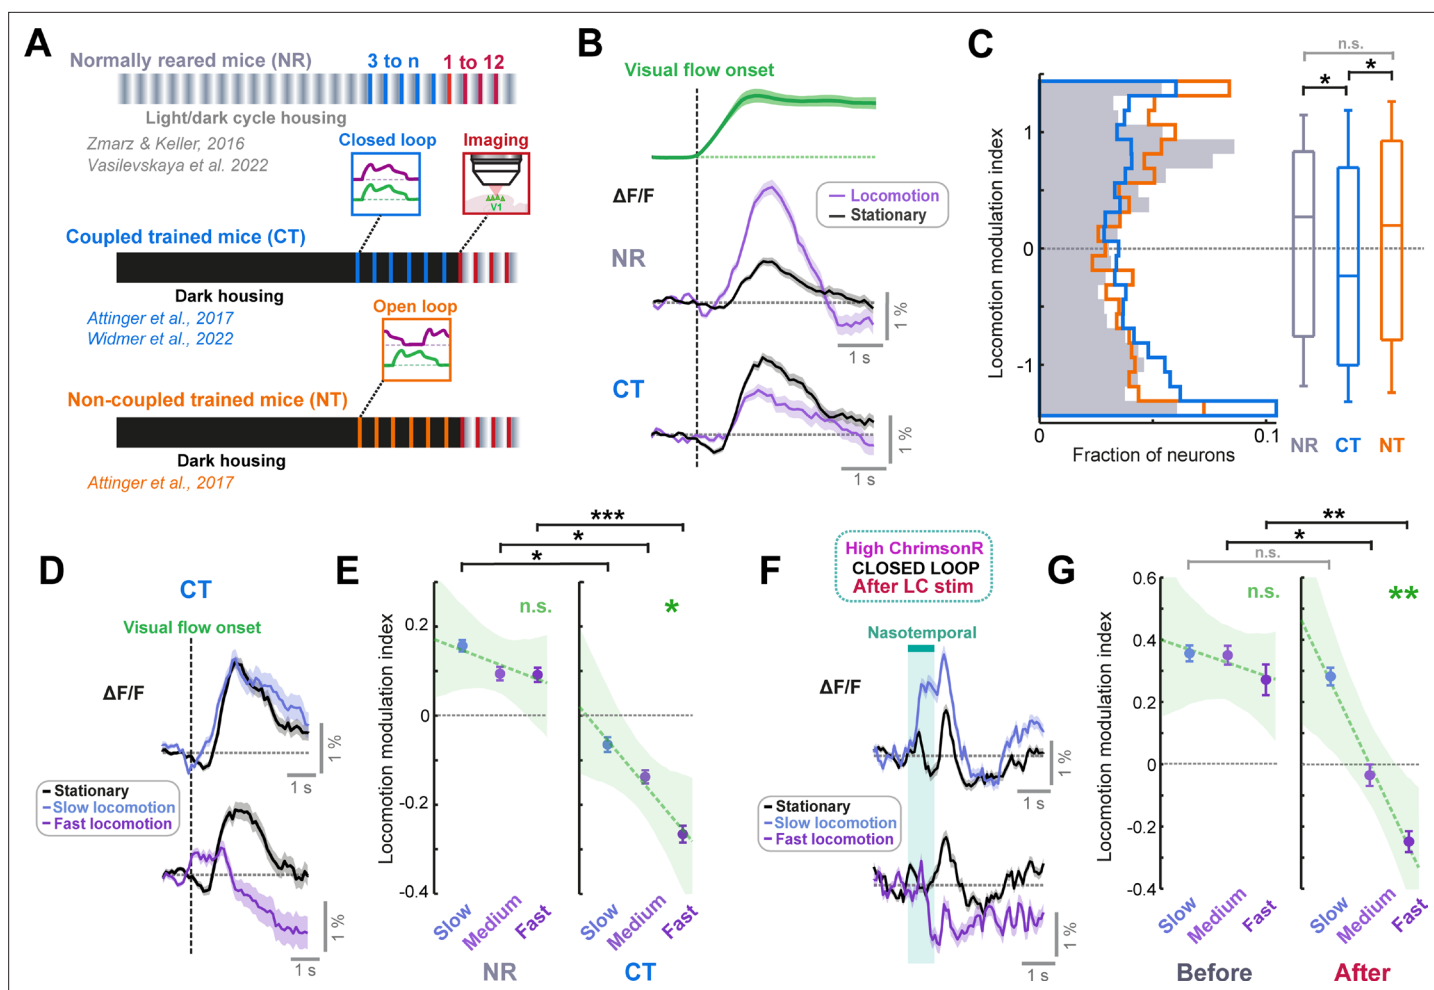 A
Normally reared mice (NR)
3 to n
1 to 12
Light/dark cycle housing
Zmarz & Keller, 2016
Vasilevskaya et al. 2022
Closed loop
Imaging
V1
Coupled trained mice (CT)
Dark housing
Attinger et al., 2017
Widmer et al., 2022
Open loop
Non-coupled trained mice (NT)
Dark housing
Attinger et al., 2017
B
Visual flow onset
ΔF/F
Locomotion
Stationary
NR
1 %
1 s
CT
1 %
1 s
C
n.s.
*
*
Locomotion modulation index
1
0
-1
0
0.1
Fraction of neurons
NR
CT
NT
D
CT
Visual flow onset
ΔF/F
1 %
1 s
Stationary
Slow locomotion
Fast locomotion
1 %
1 s
E
***
*
*
n.s.
*
Locomotion modulation index
0.2
0
-0.2
-0.4
Slow
Medium
Fast
Slow
Medium
Fast
NR
CT
F
High ChrimsonR
CLOSED LOOP
After LC stim
Nasotemporal
ΔF/F
1 %
1 s
Stationary
Slow locomotion
Fast locomotion
1 %
1 s
G
**
*
n.s.
n.s.
**
Locomotion modulation index
0.6
0.4
0.2
0
-0.2
-0.4
Slow
Medium
Fast
Slow
Medium
Fast
Before
After